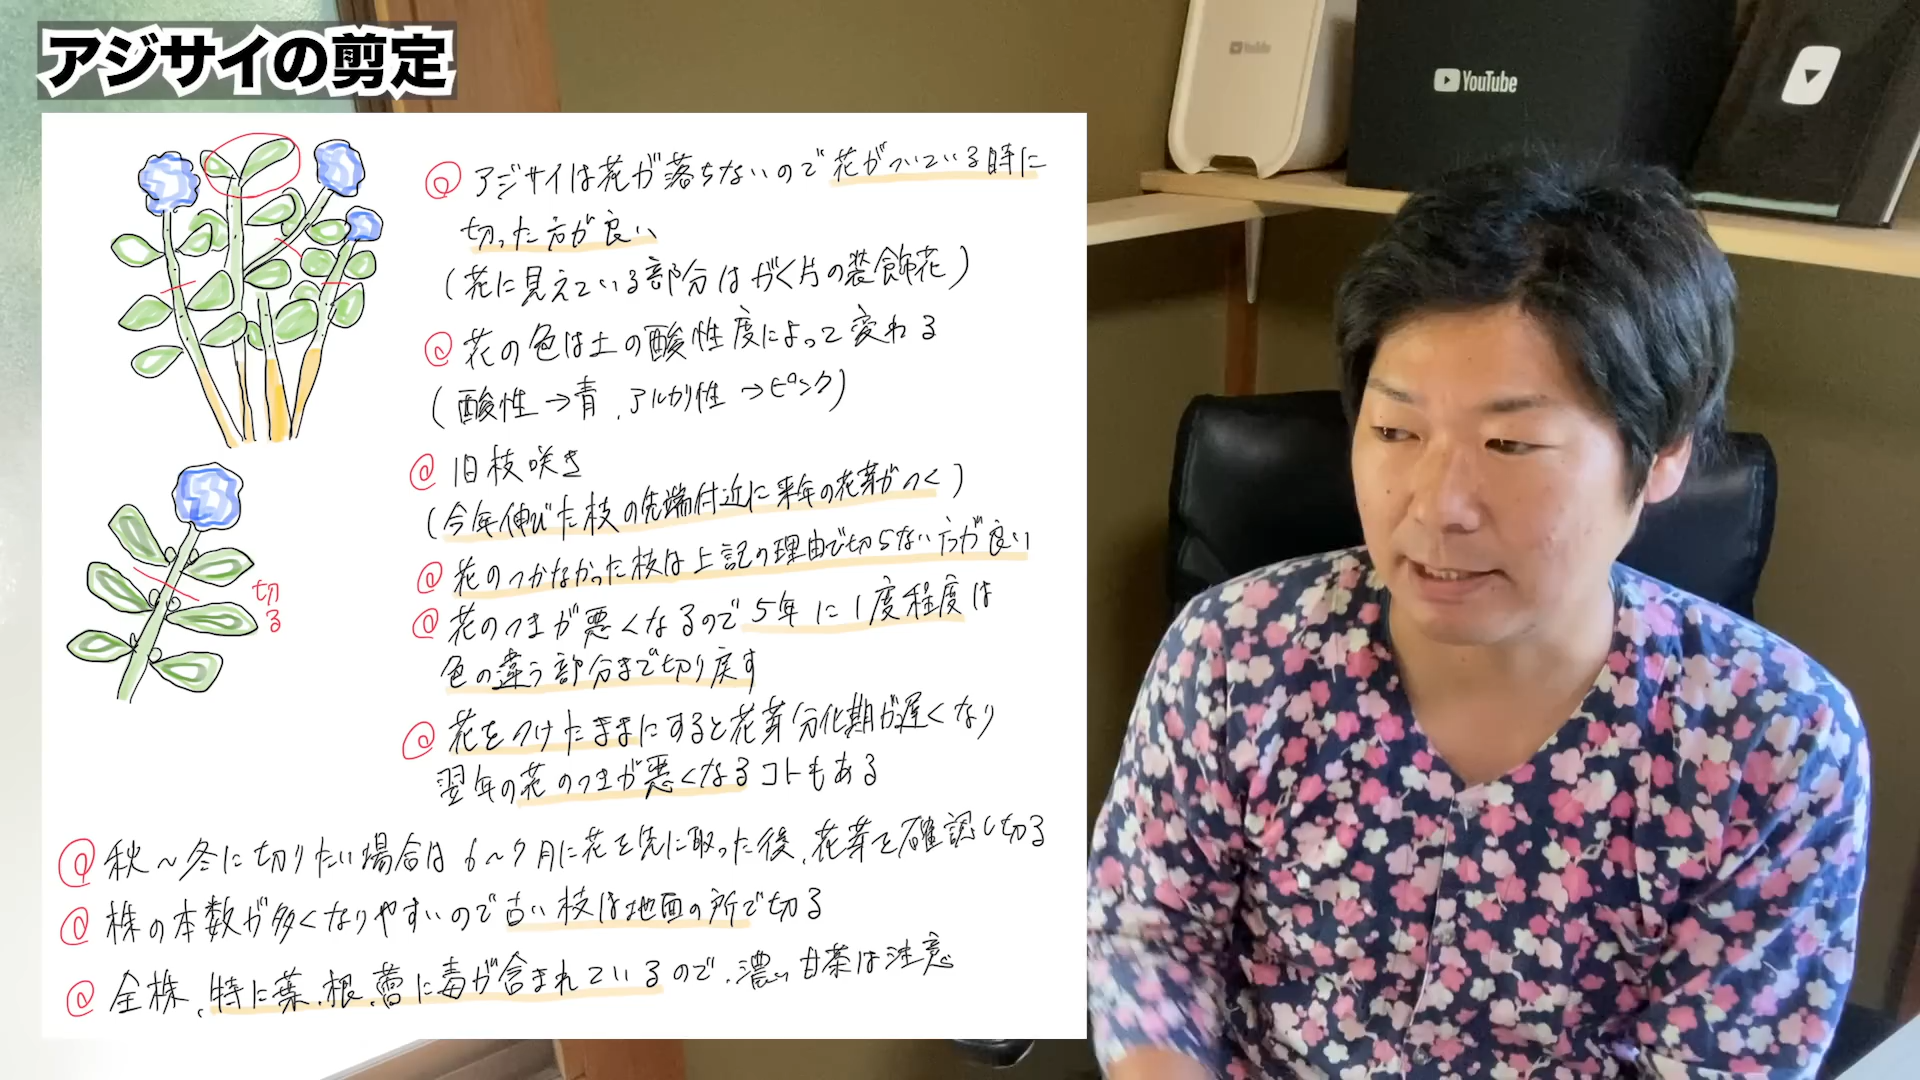 アジサイの剪定
@ アジサイは花が落ちないので花がついている時に
切った方が良い
(花に見えている部分はがく片の装飾花)
@ 花の色は土の酸性度によって変わる
(酸性→青、アルカリ性→ピンク)
@ 旧枝咲き
(今年伸びた枝の先端付近に来年の花芽がつく)
@ 花のつかなかった枝は上記の理由で切らない方が良い
@ 花のつきが悪くなるので5年に1度程度は
色の違う部分まで切り戻す
@ 花をつけたままにすると花芽分化期が遅くなり
翌年の花のつきが悪くなるコトもある
@ 秋〜冬に切りたい場合は6〜7月に花を先に取った後、花芽を確認し切る
@ 株の本数が多くなりやすいので古い枝は地面の所で切る
@ 全株、特に葉、根、蕾に毒が含まれているので、濃い甘茶は注意
切る
YouTube
YouTube